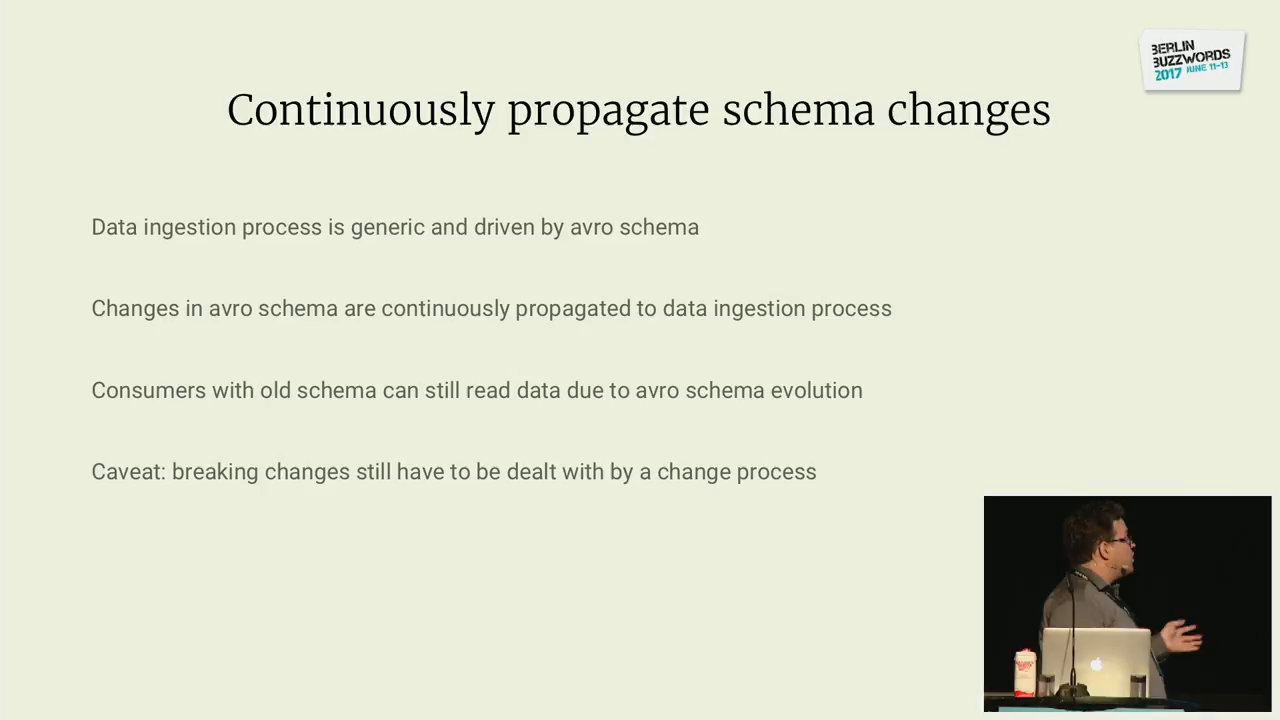 BERLIN
BUZZWORDS
2017 JUNE 11-13
Continuously propagate schema changes
Data ingestion process is generic and driven by avro schema
Changes in avro schema are continuously propagated to data ingestion process
Consumers with old schema can still read data due to avro schema evolution
Caveat: breaking changes still have to be dealt with by a change process